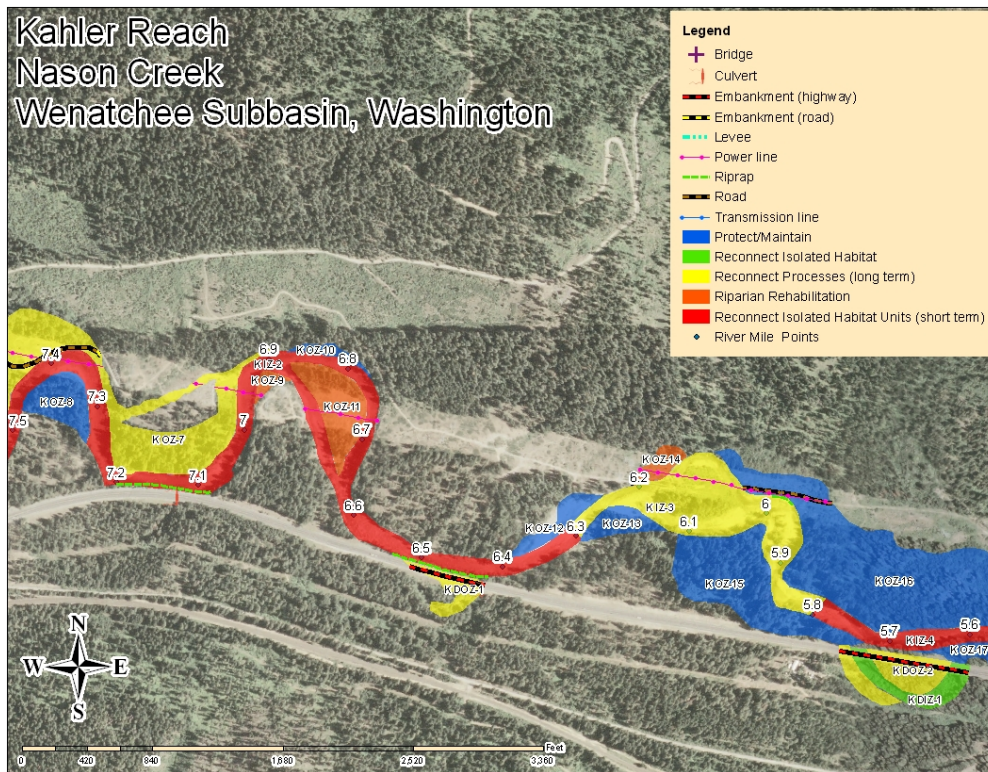 Kahler Reach
Nason Creek
Wenatchee Subbasin, Washington
Legend
Bridge
Culvert
Embankment (highway)
Embankment (road)
Levee
Power line
Riprap
Road
Transmission line
Protect/Maintain
Reconnect Isolated Habitat
Reconnect Processes (long term)
Riparian Rehabilitation
Reconnect Isolated Habitat Units (short term)
River Mile Points
7.5
7.4
KOZ-8
7.3
7.2
KOZ-7
7.1
7
6.9
KIZ-2
KOZ-9
KOZ-10
6.8
KOZ-11
6.7
6.6
6.5
KDOZ-1
6.4
KOZ-12
6.3
KOZ-13
6.2
KOZ-14
KIZ-3
6.1
6
5.9
KOZ-15
KOZ-16
5.8
5.7
KIZ-4
5.6
KOZ-17
KDOZ-2
KDIZ-1
N
W E
S
Feet
0 420 840 1,680 2,520 3,360